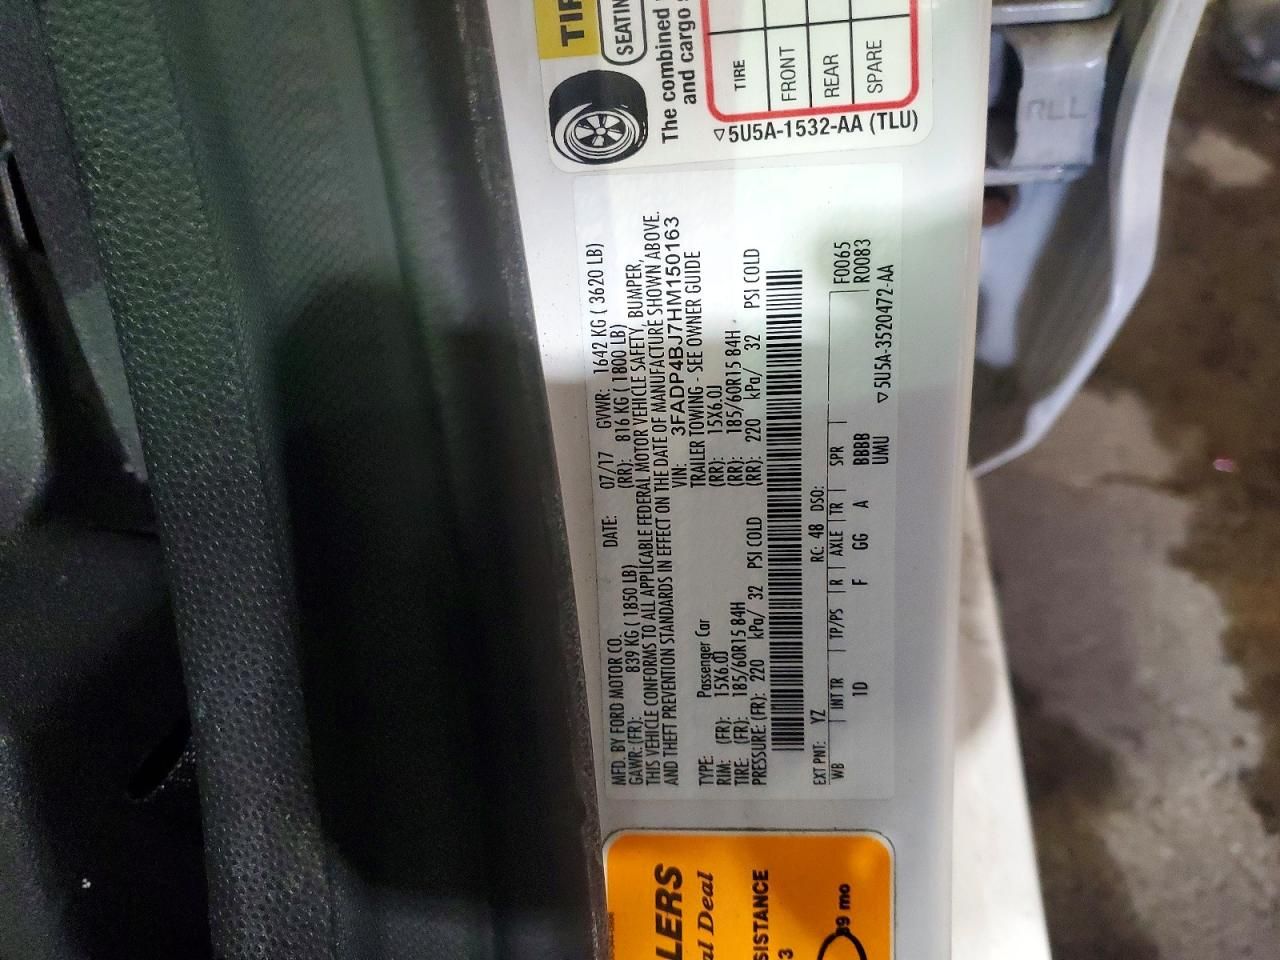 TIR
SEATIN
The combined
and cargo
TIRE
FRONT
REAR
SPARE
▽5U5A-1532-AA (TLU)
RLL
MFD. BY FORD MOTOR CO. DATE: 07/17 GVWR: 1642 KG ( 3620 LB)
GAWR: (FR): 839 KG ( 1850 LB) (RR): 816 KG ( 1800 LB)
THIS VEHICLE CONFORMS TO ALL APPLICABLE FEDERAL MOTOR VEHICLE SAFETY, BUMPER,
AND THEFT PREVENTION STANDARDS IN EFFECT ON THE DATE OF MANUFACTURE SHOWN ABOVE.
VIN: 3FADP4BJ7HM150163
TYPE: Passenger Car TRAILER TOWING - SEE OWNER GUIDE
RIM: (FR): 15X6.0J (RR): 15X6.0J
TIRE: (FR): 185/60R15 84H (RR): 185/60R15 84H
PRESSURE: (FR): 220 kPa/ 32 PSI COLD (RR): 220 kPa/ 32 PSI COLD
EXT PNT: YZ RC: 48 DSO:
WB INT TR TP/PS R AXLE TR SPR F0065
1D F GG A BBBB R0083
UMU
▽5U5A-3520472-AA
LERS
al Deal
SISTANCE
3
39 mo